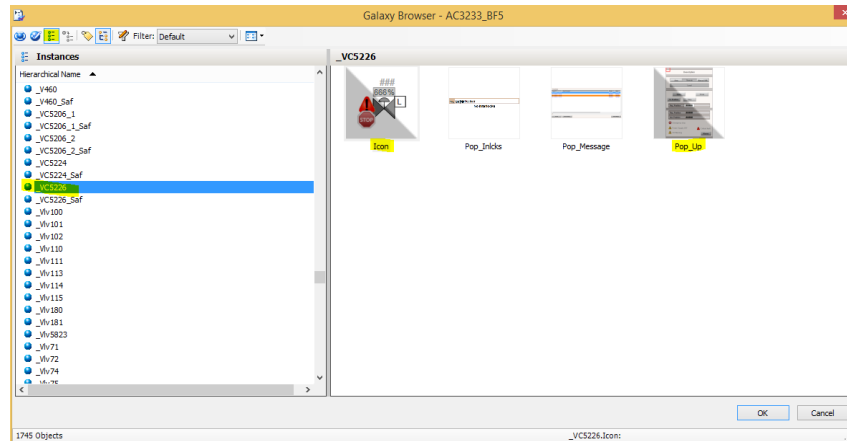 Galaxy Browser - AC3233_BF5
Filter: Default
Instances
_VC5226
Hierarchical Name
_V460
_V460_Saf
_VC5206_1
_VC5206_1_Saf
_VC5206_2
_VC5206_2_Saf
_VC5224
_VC5224_Saf
_VC5226
_VC5226_Saf
_Vlv100
_Vlv101
_Vlv102
_Vlv110
_Vlv111
_Vlv113
_Vlv114
_Vlv115
_Vlv180
_Vlv181
_Vlv5823
_Vlv71
_Vlv72
_Vlv74
_Vlv75
###
666%
L
STOP
Icon
Pop_Inlcks
Pop_Message
Pop_Up
OK
Cancel
1745 Objects
_VC5226.Icon: